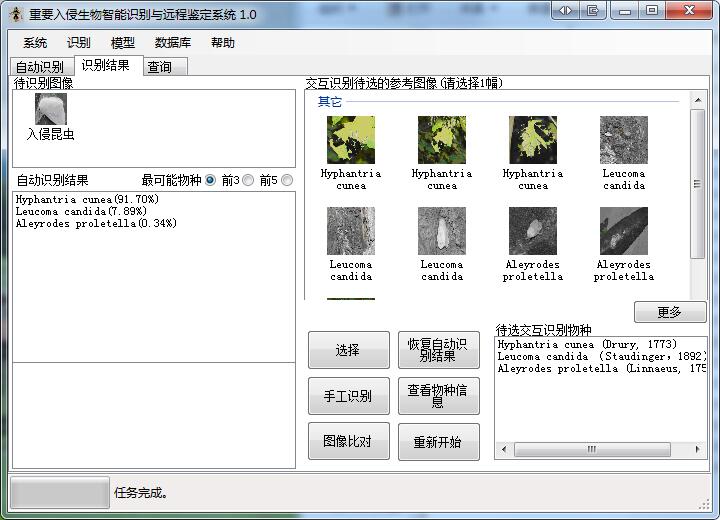 重要入侵生物智能识别与远程鉴定系统 1.0
系统 识别 模型 数据库 帮助
自动识别 识别结果 查询
待识别图像
入侵昆虫
自动识别结果 最可能物种 前3 前5
Hyphantria cunea(91.70%)
Leucoma candida(7.89%)
Aleyrodes proletella(0.34%)
交互识别待选的参考图像(请选择1幅)
其它
Hyphantria cunea
Hyphantria cunea
Hyphantria cunea
Leucoma candida
Leucoma candida
Leucoma candida
Aleyrodes proletella
Aleyrodes proletella
更多
选择
恢复自动识别结果
手工识别
查看物种信息
图像比对
重新开始
待选交互识别物种
Hyphantria cunea (Drury, 1773)
Leucoma candida (Staudinger, 1892)
Aleyrodes proletella (Linnaeus, 175
任务完成。